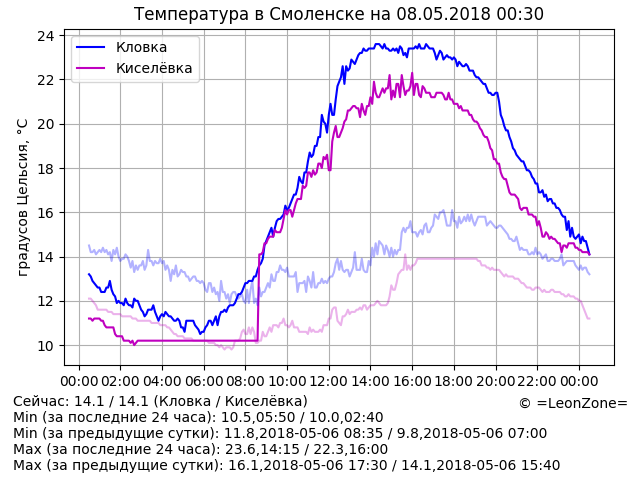 Температура в Смоленске на 08.05.2018 00:30
Кловка
Киселёвка
градусов Цельсия, °C
24
22
20
18
16
14
12
10
00:00 02:00 04:00 06:00 08:00 10:00 12:00 14:00 16:00 18:00 20:00 22:00 00:00
Сейчас: 14.1 / 14.1 (Кловка / Киселёвка)
© =LeonZone=
Min (за последние 24 часа): 10.5,05:50 / 10.0,02:40
Min (за предыдущие сутки): 11.8,2018-05-06 08:35 / 9.8,2018-05-06 07:00
Max (за последние 24 часа): 23.6,14:15 / 22.3,16:00
Max (за предыдущие сутки): 16.1,2018-05-06 17:30 / 14.1,2018-05-06 15:40